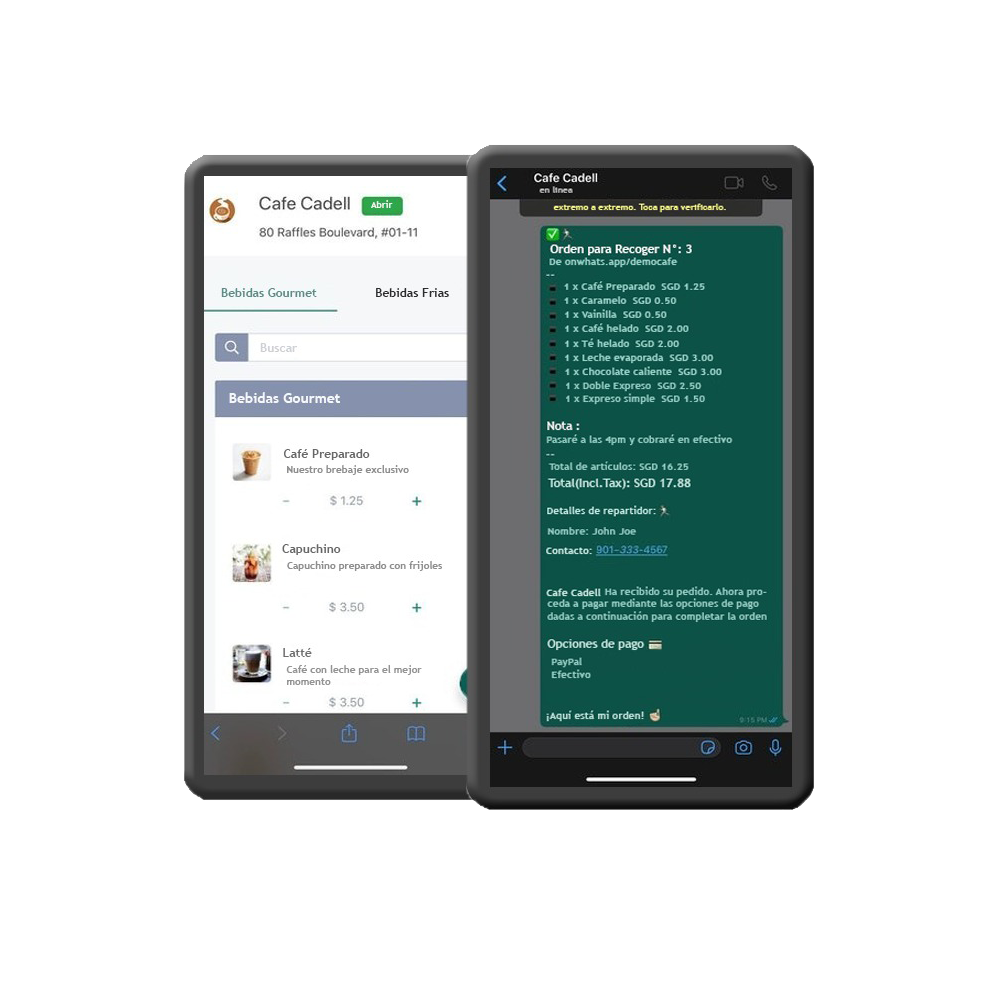 Cafe Cadell
Abrir
80 Raffles Boulevard, #01-11
Bebidas Gourmet
Bebidas Frias
Buscar
Bebidas Gourmet
Café Preparado
Nuestro brebaje exclusivo
- $ 1.25 +
Capuchino
Capuchino preparado con frijoles
- $ 3.50 +
Latté
Café con leche para el mejor
momento
- $ 3.50 +
Cafe Cadell
en linea
extremo a extremo. Toca para verificarlo.
Orden para Recoger N°: 3
De onwhats.app/democafe
--
1 x Café Preparado SGD 1.25
1 x Caramelo SGD 0.50
1 x Vainilla SGD 0.50
1 x Café helado SGD 2.00
1 x Té helado SGD 2.00
1 x Leche evaporada SGD 3.00
1 x Chocolate caliente SGD 3.00
1 x Doble Expreso SGD 2.50
1 x Expreso simple SGD 1.50
Nota :
Pasaré a las 4pm y cobraré en efectivo
--
Total de artículos: SGD 16.25
Total(Incl.Tax): SGD 17.88
Detalles de repartidor:
Nombre: John Joe
Contacto: 901-333-4567
Cafe Cadell Ha recibido su pedido. Ahora pro-
ceda a pagar mediante las opciones de pago
dadas a continuación para completar la orden
Opciones de pago
PayPal
Efectivo
¡Aquí está mi orden!
9:15 PM